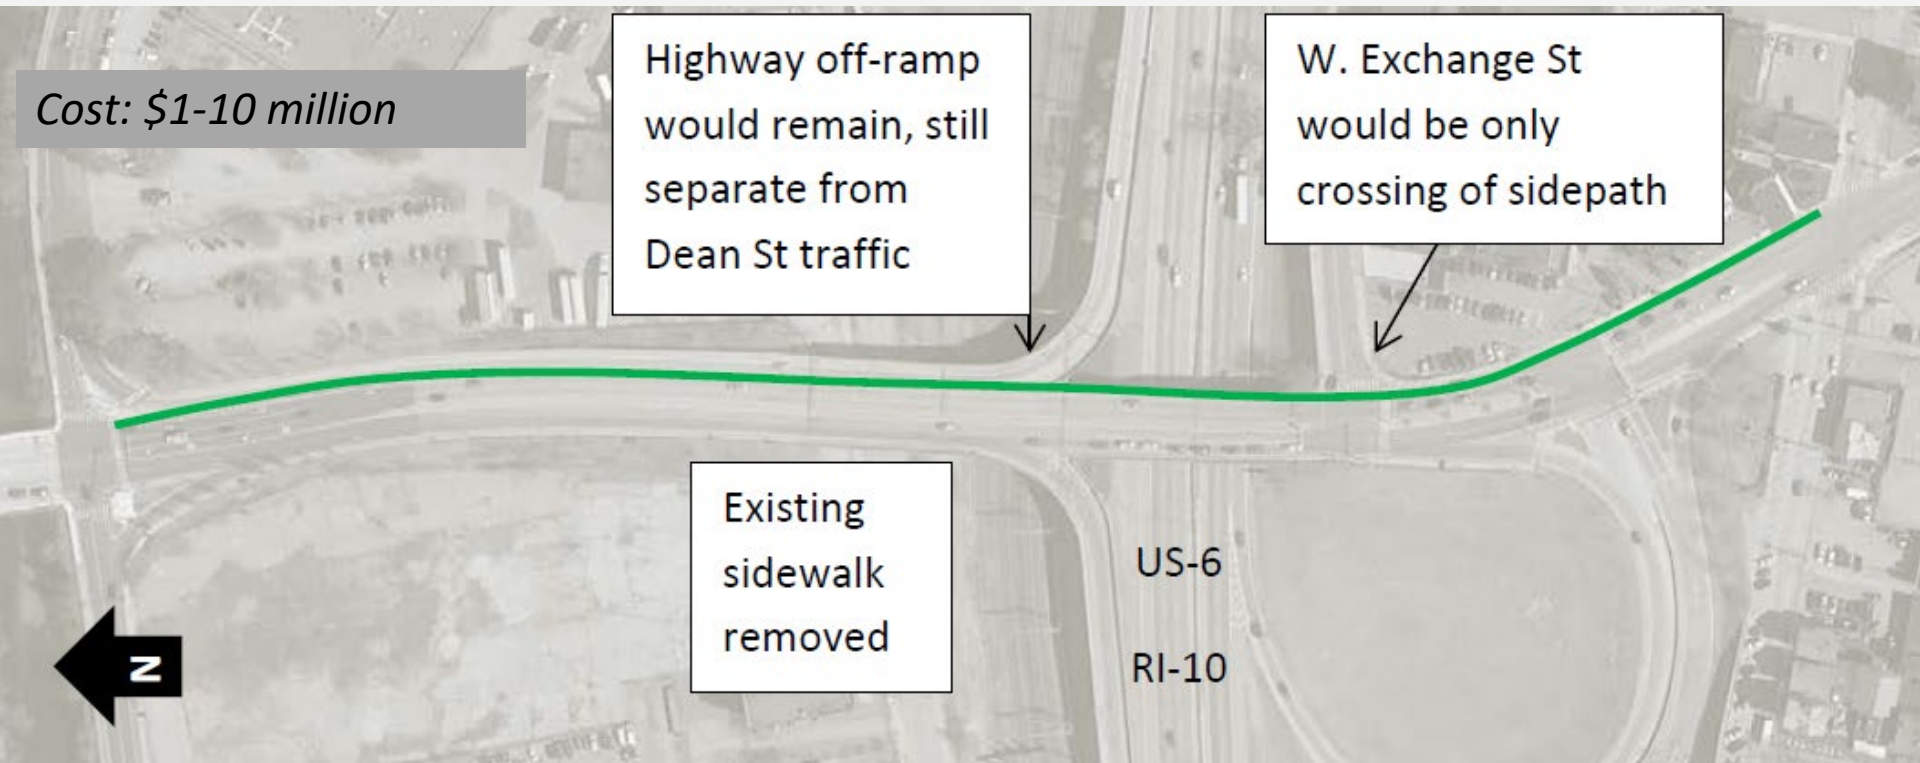 Cost: $1-10 million
Highway off-ramp
would remain, still
separate from
Dean St traffic
W. Exchange St
would be only
crossing of sidepath
Existing
sidewalk
removed
US-6
RI-10
N